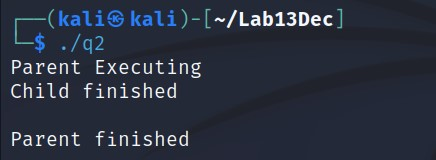 ┌──(kali㉿kali)-[~/Lab13Dec]
└─$ ./q2
Parent Executing
Child finished

Parent finished